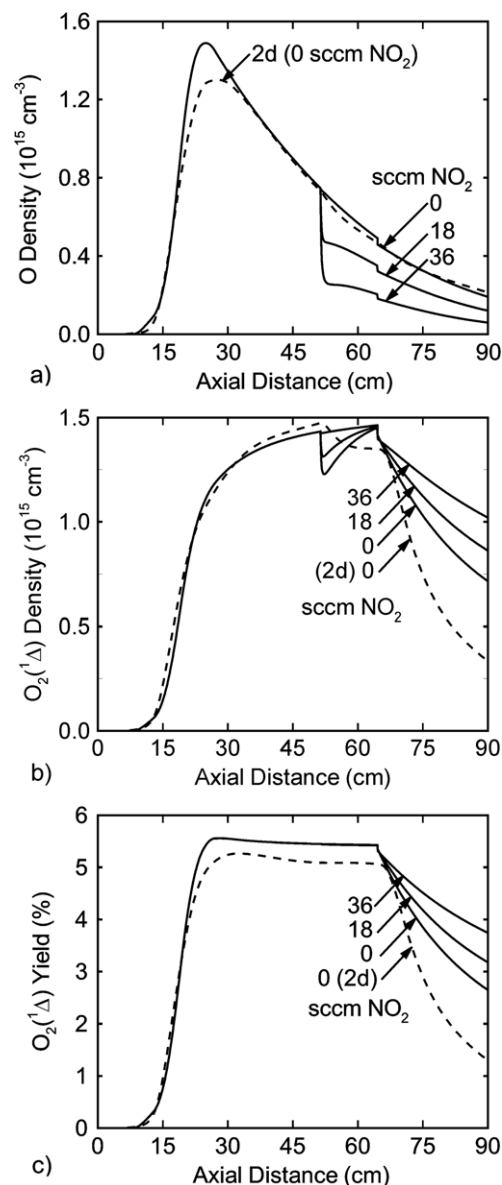 1.6
2d (0 sccm NO₂)
1.2
O Density (10¹⁵ cm⁻³)
0.8
sccm NO₂
0
18
0.4
36
0.0
0 15 30 45 60 75 90
a)
Axial Distance (cm)
1.5
O₂(¹Δ) Density (10¹⁵ cm⁻³)
1.0
36
18
0
(2d) 0
0.5
sccm NO₂
0.0
0 15 30 45 60 75 90
b)
Axial Distance (cm)
6
5
O₂(¹Δ) Yield (%)
4
36
18
3
0
0 (2d)
2
sccm NO₂
1
0
0 15 30 45 60 75 90
c)
Axial Distance (cm)